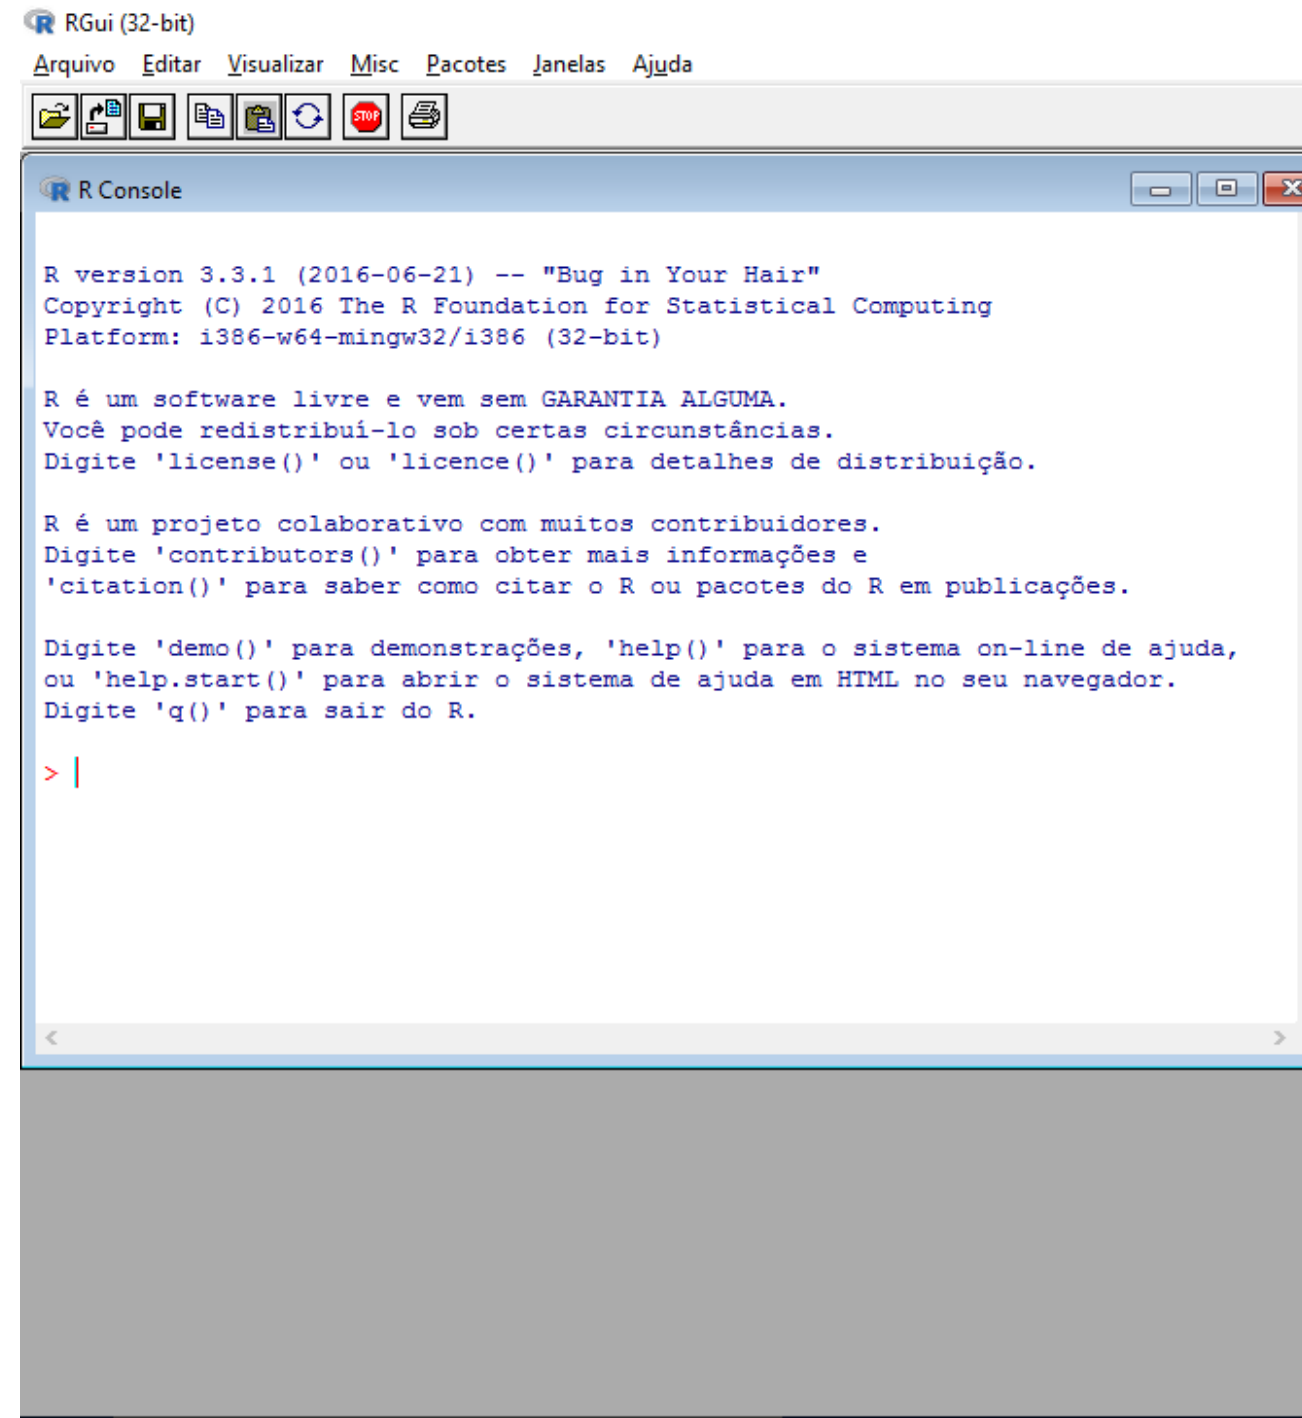 RGui (32-bit)
Arquivo Editar Visualizar Misc Pacotes Janelas Ajuda
STOP
R Console
R version 3.3.1 (2016-06-21) -- "Bug in Your Hair"
Copyright (C) 2016 The R Foundation for Statistical Computing
Platform: i386-w64-mingw32/i386 (32-bit)
R é um software livre e vem sem GARANTIA ALGUMA.
Você pode redistribuí-lo sob certas circunstâncias.
Digite 'license()' ou 'licence()' para detalhes de distribuição.
R é um projeto colaborativo com muitos contribuidores.
Digite 'contributors()' para obter mais informações e
'citation()' para saber como citar o R ou pacotes do R em publicações.
Digite 'demo()' para demonstrações, 'help()' para o sistema on-line de ajuda,
ou 'help.start()' para abrir o sistema de ajuda em HTML no seu navegador.
Digite 'q()' para sair do R.
>